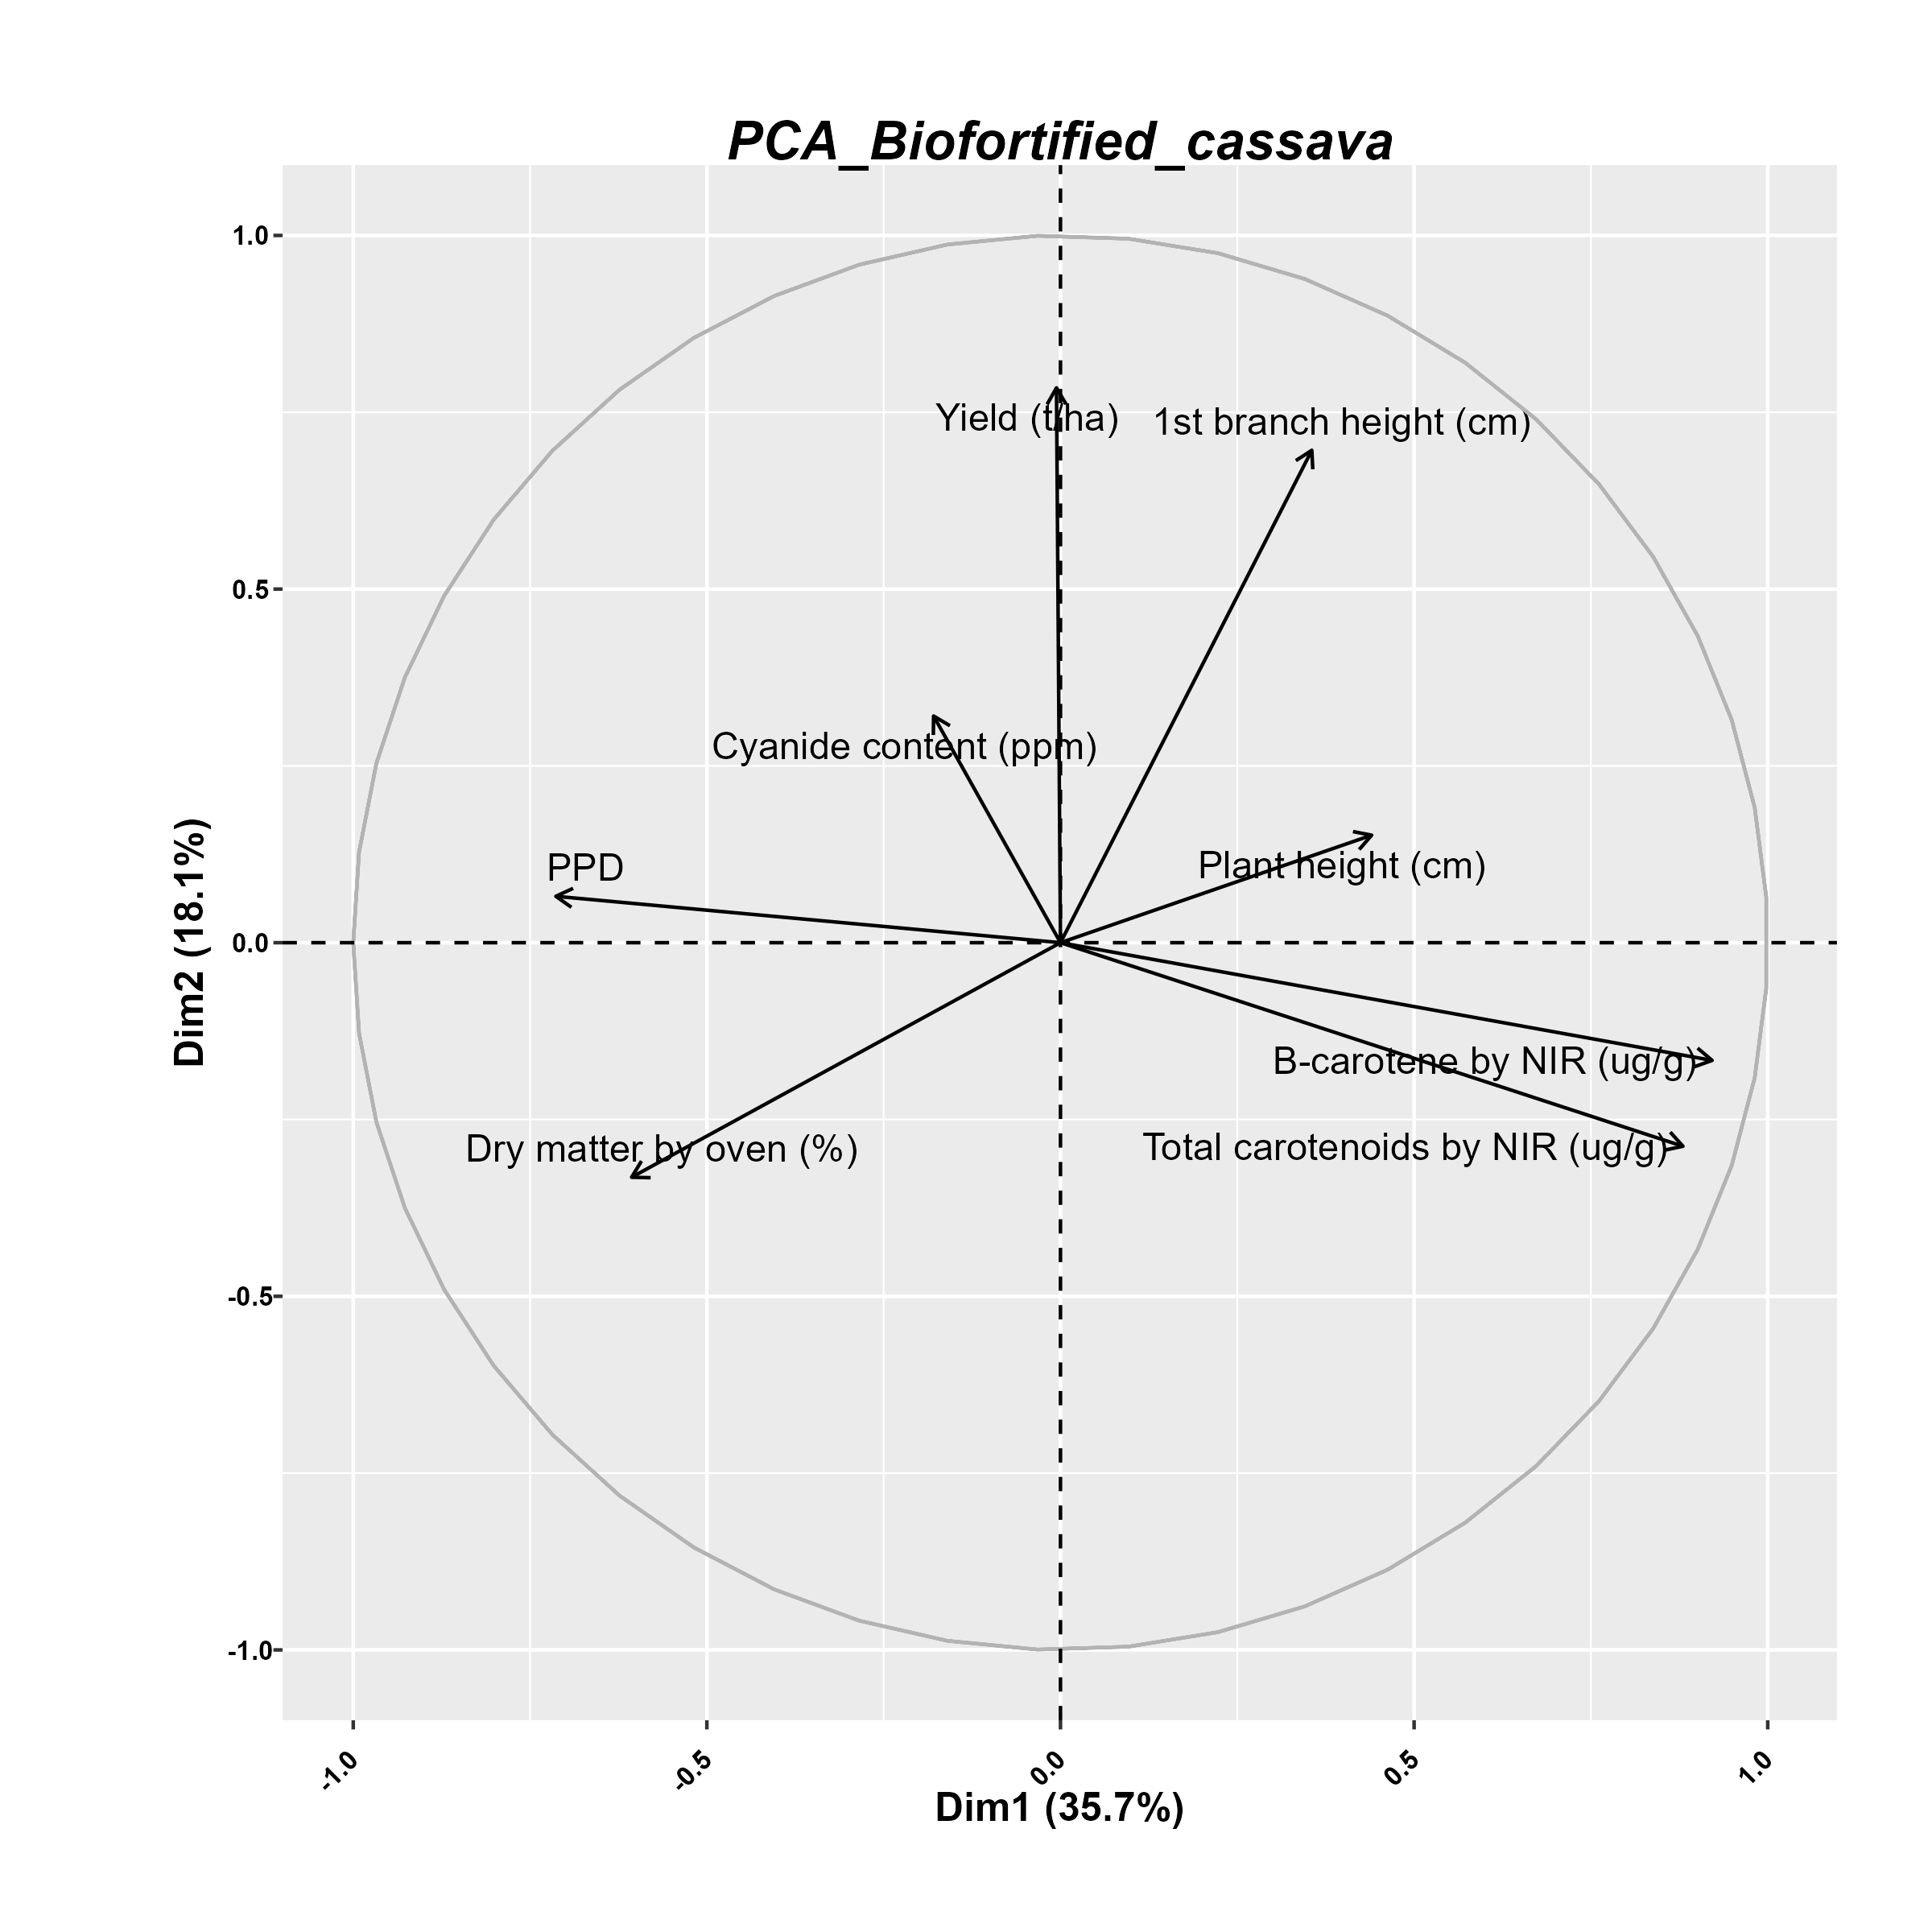 PCA_Biofortified_cassava
1.0
Yield (t/ha)
1st branch height (cm)
0.5
Cyanide content (ppm)
PPD
Plant height (cm)
0.0
Dim2 (18.1%)
B-carotene by NIR (ug/g)
Dry matter by oven (%)
Total carotenoids by NIR (ug/g)
-0.5
-1.0
-1.0
-0.5
0.0
0.5
1.0
Dim1 (35.7%)